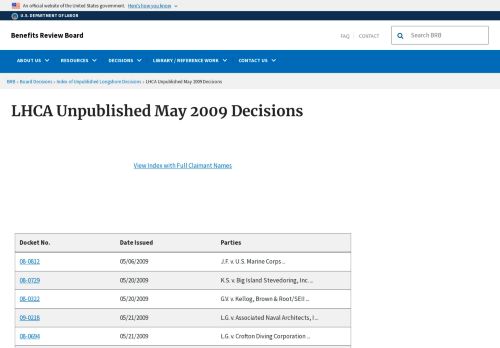 An official website of the United States government. Here's how you know
U.S. DEPARTMENT OF LABOR
Benefits Review Board
FAQ CONTACT
Search BRB
ABOUT US RESOURCES DECISIONS LIBRARY / REFERENCE WORK CONTACT US
BRB › Board Decisions › Index of Unpublished Longshore Decisions › LHCA Unpublished May 2009 Decisions
LHCA Unpublished May 2009 Decisions
View Index with Full Claimant Names
Docket No. Date Issued Parties
08-0812 05/06/2009 J.F. v. U.S. Marine Corps ...
08-0729 05/20/2009 K.S. v. Big Island Stevedoring, Inc. ...
08-0322 05/20/2009 G.V. v. Kellog, Brown & Root/SEII ...
09-0218 05/21/2009 L.G. v. Associated Naval Architects, I ...
08-0694 05/21/2009 L.G. v. Crofton Diving Corporation ...